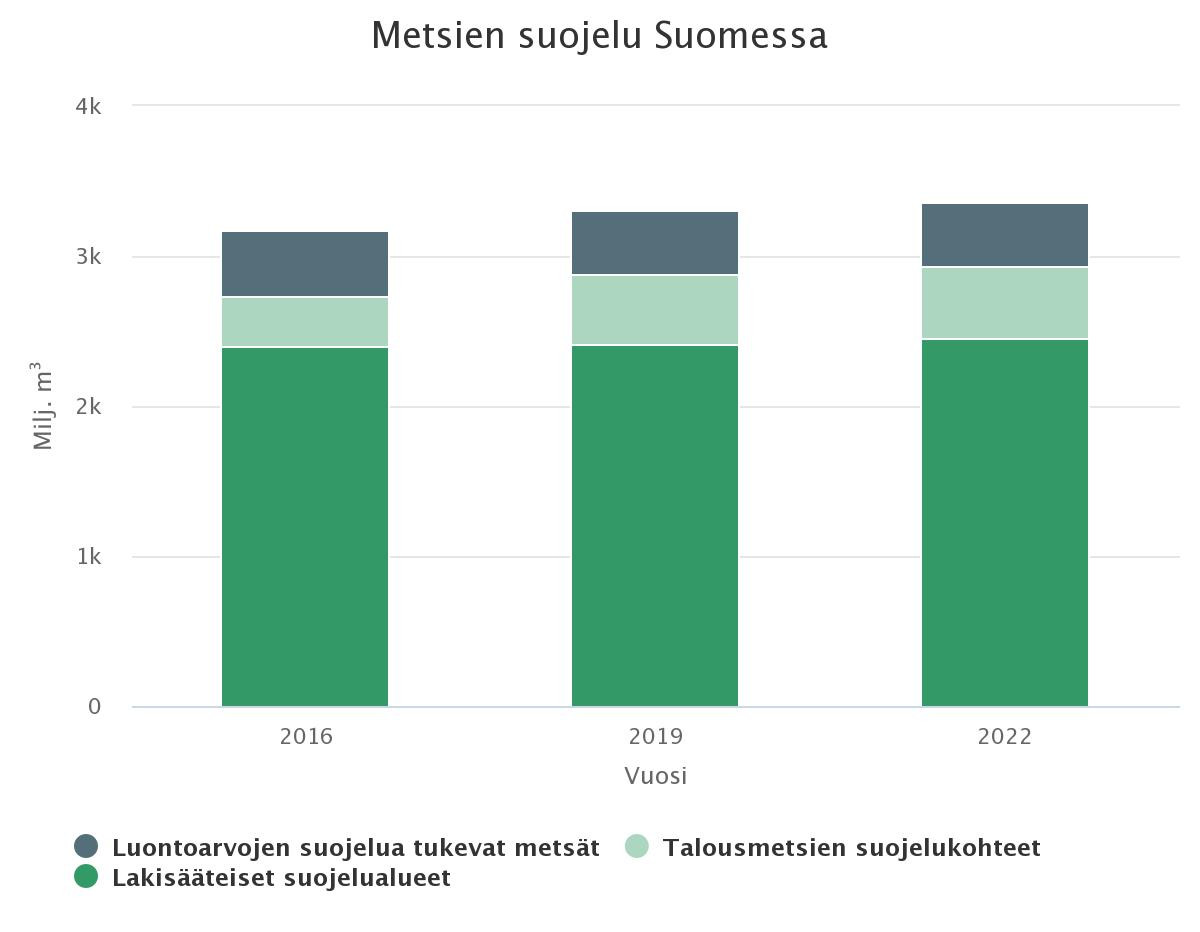 Metsien suojelu Suomessa
4k
3k
2k
1k
0
Milj. m³
2016
2019
2022
Vuosi
Luontoarvojen suojelua tukevat metsät
Talousmetsien suojelukohteet
Lakisääteiset suojelualueet